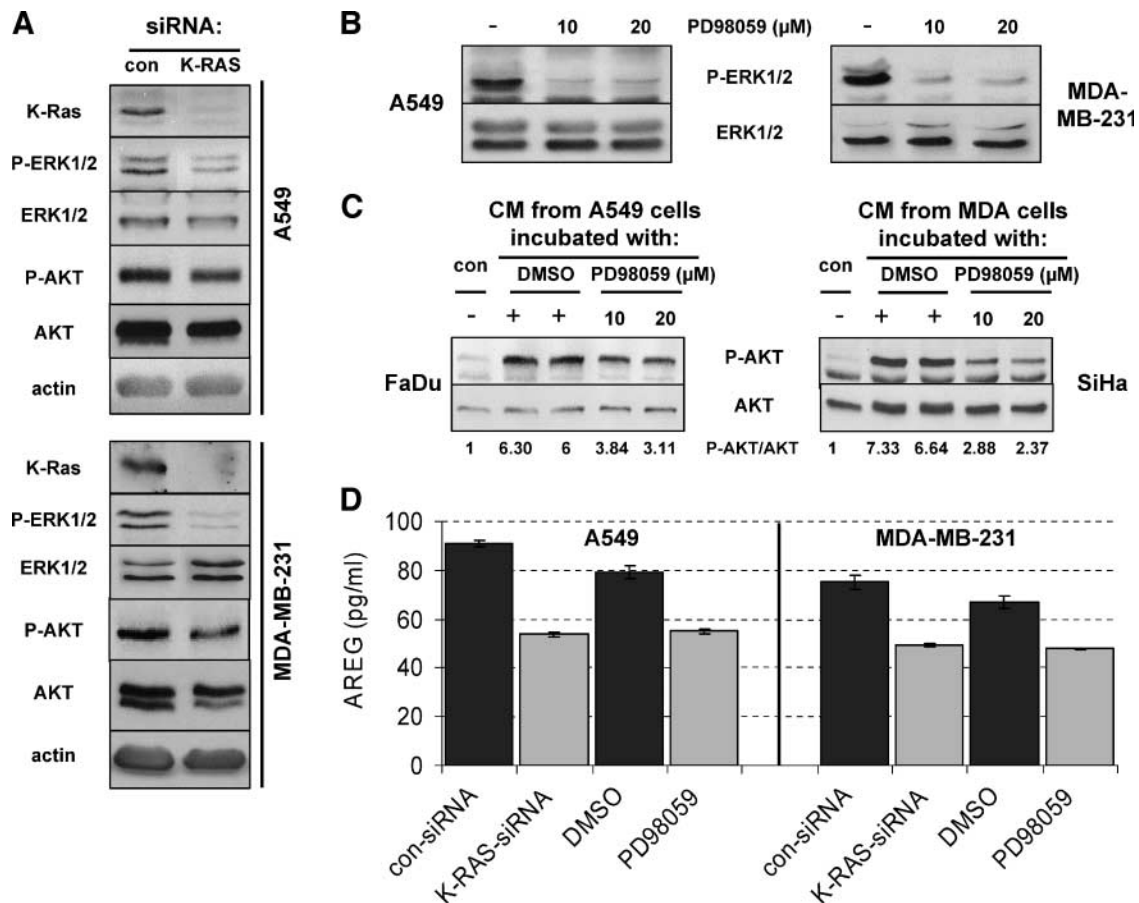 A
siRNA:
con K-RAS
K-Ras
P-ERK1/2
ERK1/2
P-AKT
AKT
actin
A549
K-Ras
P-ERK1/2
ERK1/2
P-AKT
AKT
actin
MDA-MB-231
B
– 10 20 PD98059 (µM) – 10 20
A549
P-ERK1/2
ERK1/2
MDA-
MB-231
C
CM from A549 cells
incubated with:
con
DMSO PD98059 (µM)
– + + 10 20
FaDu
P-AKT
AKT
1 6.30 6 3.84 3.11 P-AKT/AKT
CM from MDA cells
incubated with:
con
DMSO PD98059 (µM)
– + + 10 20
SiHa
1 7.33 6.64 2.88 2.37
D
A549 MDA-MB-231
AREG (pg/ml)
100
80
60
40
20
0
con-siRNA
K-RAS-siRNA
DMSO
PD98059
con-siRNA
K-RAS-siRNA
DMSO
PD98059